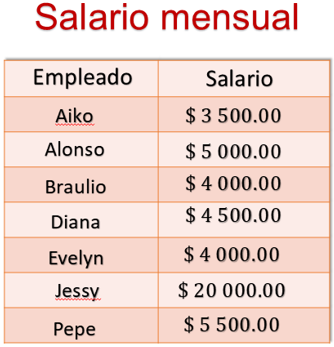 Salario mensual
Empleado Salario
Aiko $ 3 500.00
Alonso $ 5 000.00
Braulio $ 4 000.00
Diana $ 4 500.00
Evelyn $ 4 000.00
Jessy $ 20 000.00
Pepe $ 5 500.00